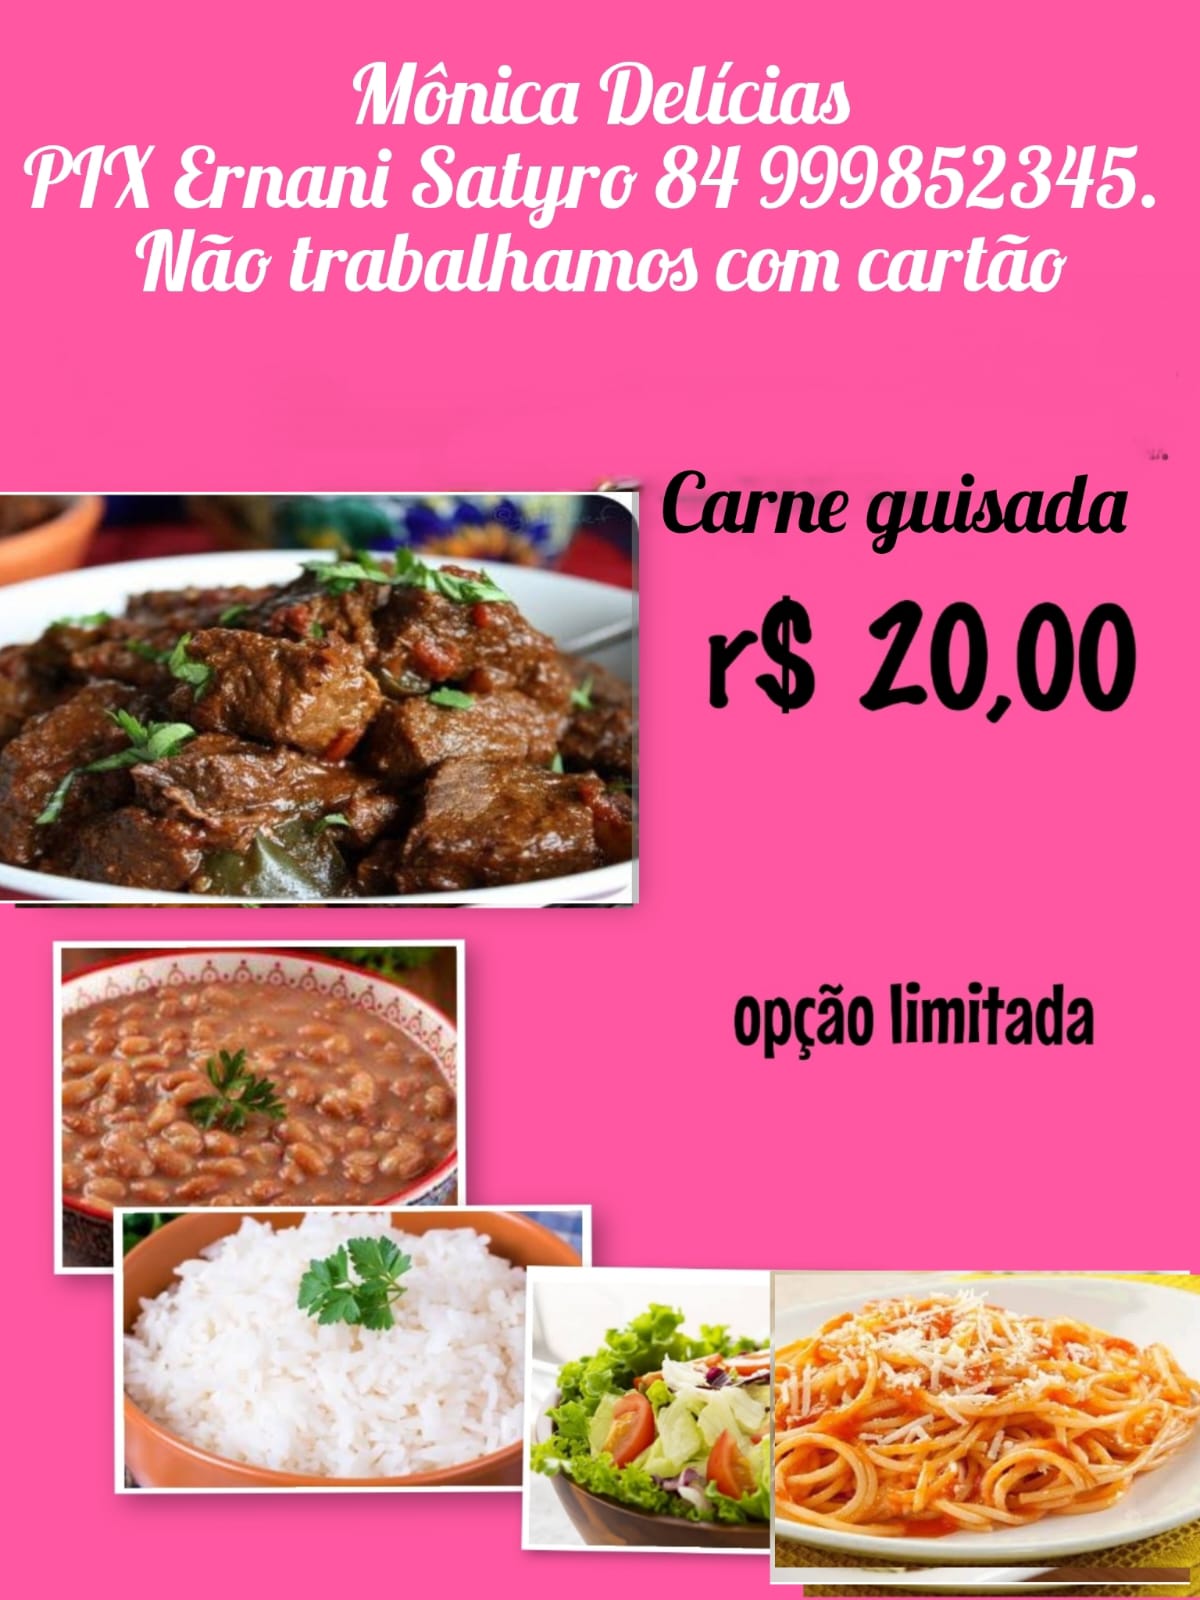 Mônica Delícias
PIX Ernani Satyro 84 999852345.
Não trabalhamos com cartão
Carne guisada
r$ 20,00
opção limitada